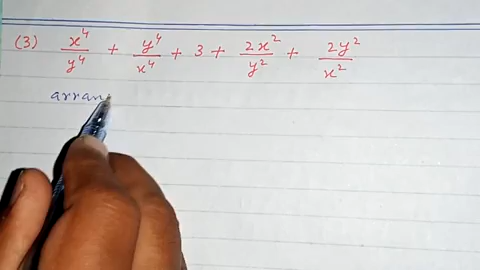 (3) x⁴/y⁴ + y⁴/x⁴ + 3 + 2x²/y² + 2y²/x²
arran